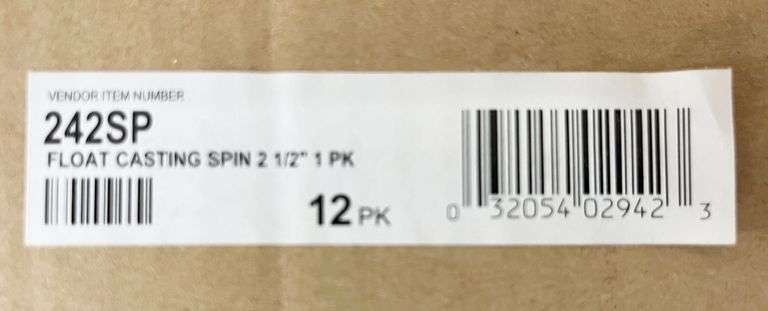 VENDOR ITEM NUMBER
242SP
FLOAT CASTING SPIN 2 1/2" 1 PK
12 PK
0 32054 02942 3